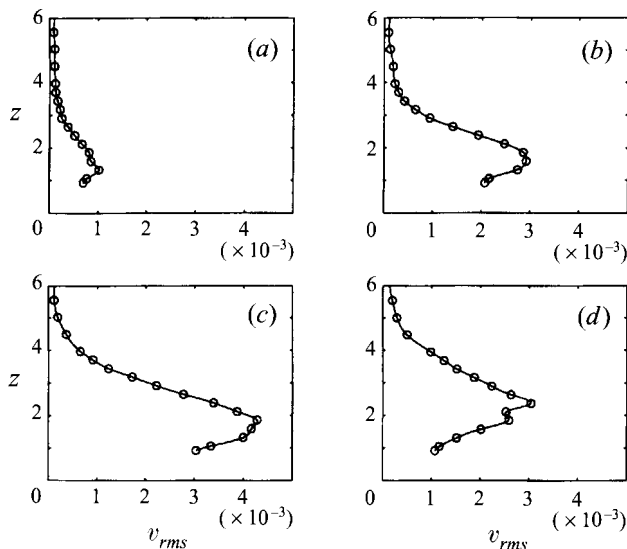 6 (a) 6 (b)
4 4
z
2 2
0 1 2 3 4 0 1 2 3 4
(× 10⁻³) (× 10⁻³)
6 (c) 6 (d)
4 4
z
2 2
0 1 2 3 4 0 1 2 3 4
(× 10⁻³) (× 10⁻³)
v_rms v_rms